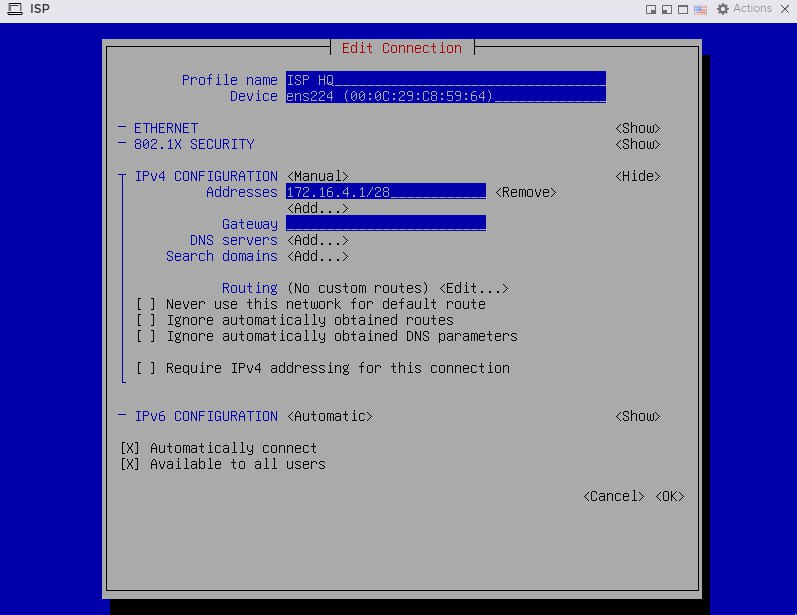 ISP
Actions
Edit Connection
Profile name ISP HQ
Device ens224 (00:0C:29:C8:59:64)
ETHERNET <Show>
802.1X SECURITY <Show>
IPv4 CONFIGURATION <Manual> <Hide>
Addresses 172.16.4.1/28 <Remove>
<Add...>
Gateway
DNS servers <Add...>
Search domains <Add...>
Routing (No custom routes) <Edit...>
[ ] Never use this network for default route
[ ] Ignore automatically obtained routes
[ ] Ignore automatically obtained DNS parameters
[ ] Require IPv4 addressing for this connection
IPv6 CONFIGURATION <Automatic> <Show>
[X] Automatically connect
[X] Available to all users
<Cancel> <OK>